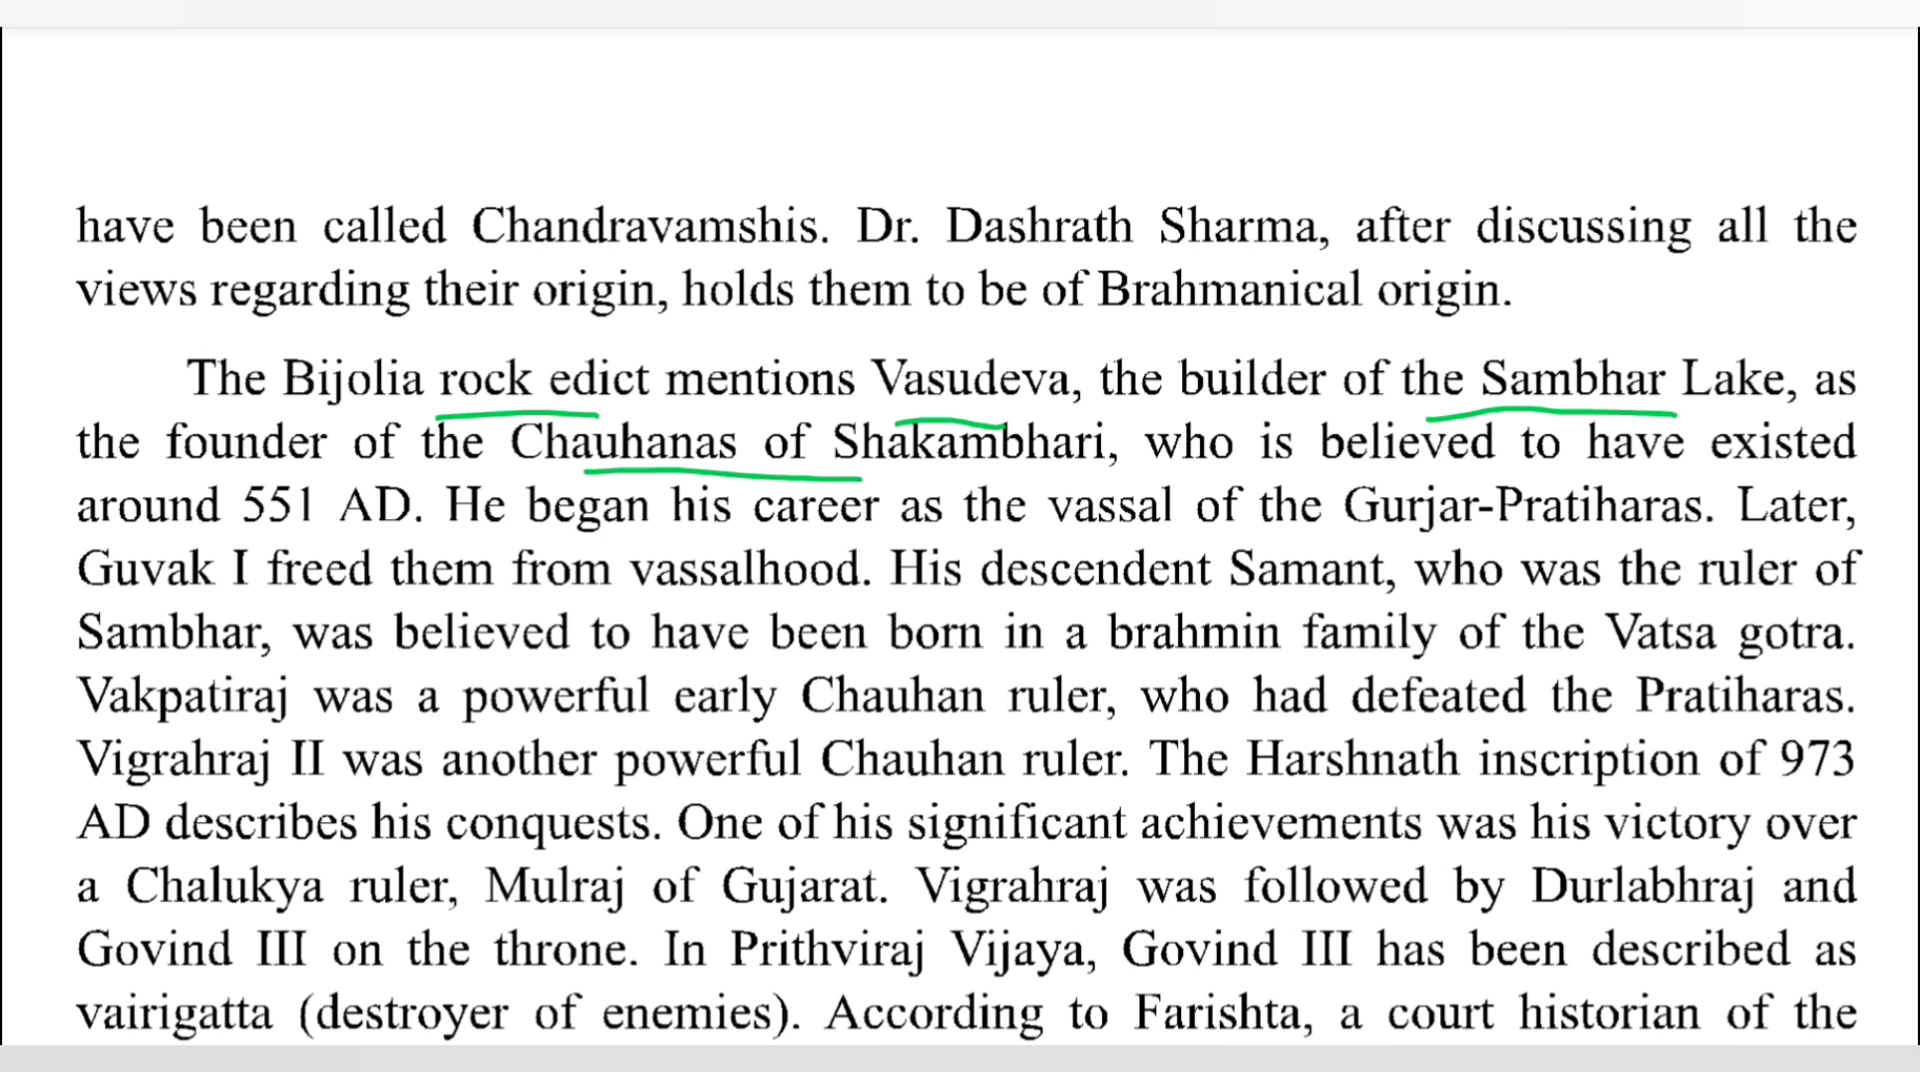 have been called Chandravamshis. Dr. Dashrath Sharma, after discussing all the
views regarding their origin, holds them to be of Brahmanical origin.
The Bijolia rock edict mentions Vasudeva, the builder of the Sambhar Lake, as
the founder of the Chauhanas of Shakambhari, who is believed to have existed
around 551 AD. He began his career as the vassal of the Gurjar-Pratiharas. Later,
Guvak I freed them from vassalhood. His descendent Samant, who was the ruler of
Sambhar, was believed to have been born in a brahmin family of the Vatsa gotra.
Vakpatiraj was a powerful early Chauhan ruler, who had defeated the Pratiharas.
Vigrahraj II was another powerful Chauhan ruler. The Harshnath inscription of 973
AD describes his conquests. One of his significant achievements was his victory over
a Chalukya ruler, Mulraj of Gujarat. Vigrahraj was followed by Durlabhraj and
Govind III on the throne. In Prithviraj Vijaya, Govind III has been described as
vairigatta (destroyer of enemies). According to Farishta, a court historian of the